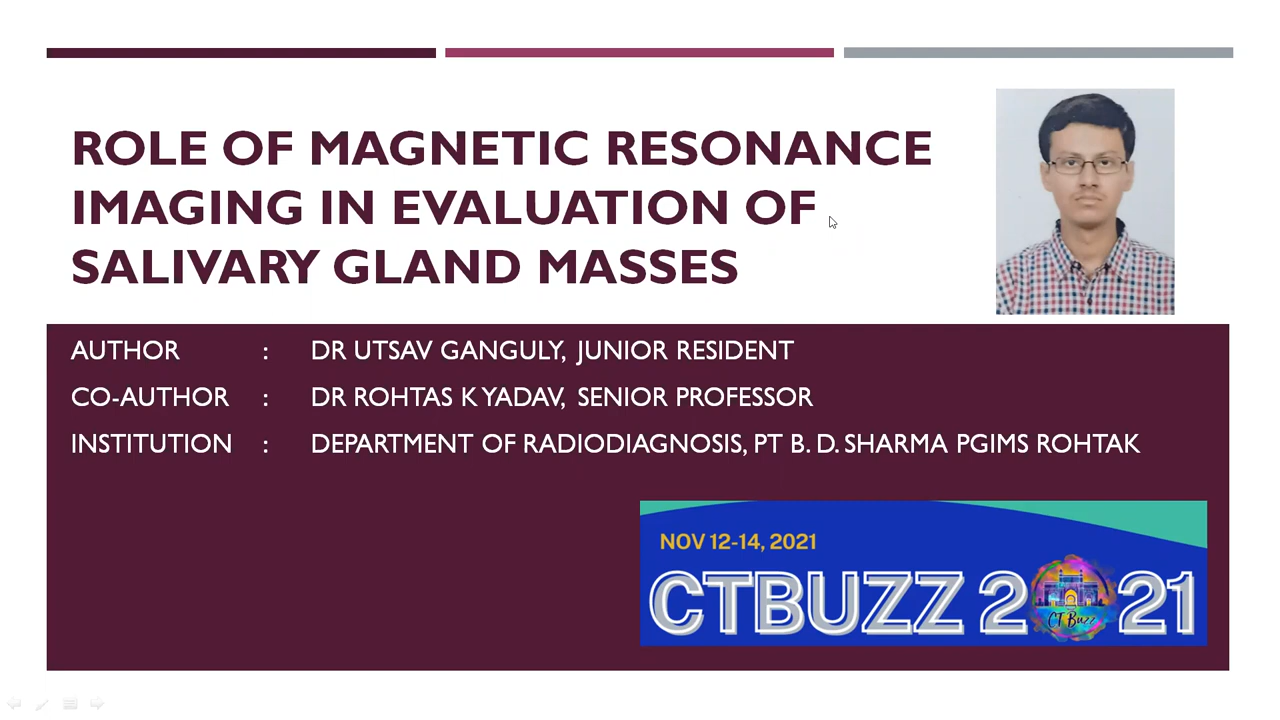 ROLE OF MAGNETIC RESONANCE
IMAGING IN EVALUATION OF
SALIVARY GLAND MASSES
AUTHOR : DR UTSAV GANGULY, JUNIOR RESIDENT
CO-AUTHOR : DR ROHTAS K YADAV, SENIOR PROFESSOR
INSTITUTION : DEPARTMENT OF RADIODIAGNOSIS, PT B. D. SHARMA PGIMS ROHTAK
NOV 12-14, 2021
CTBUZZ 2021
CT Buzz